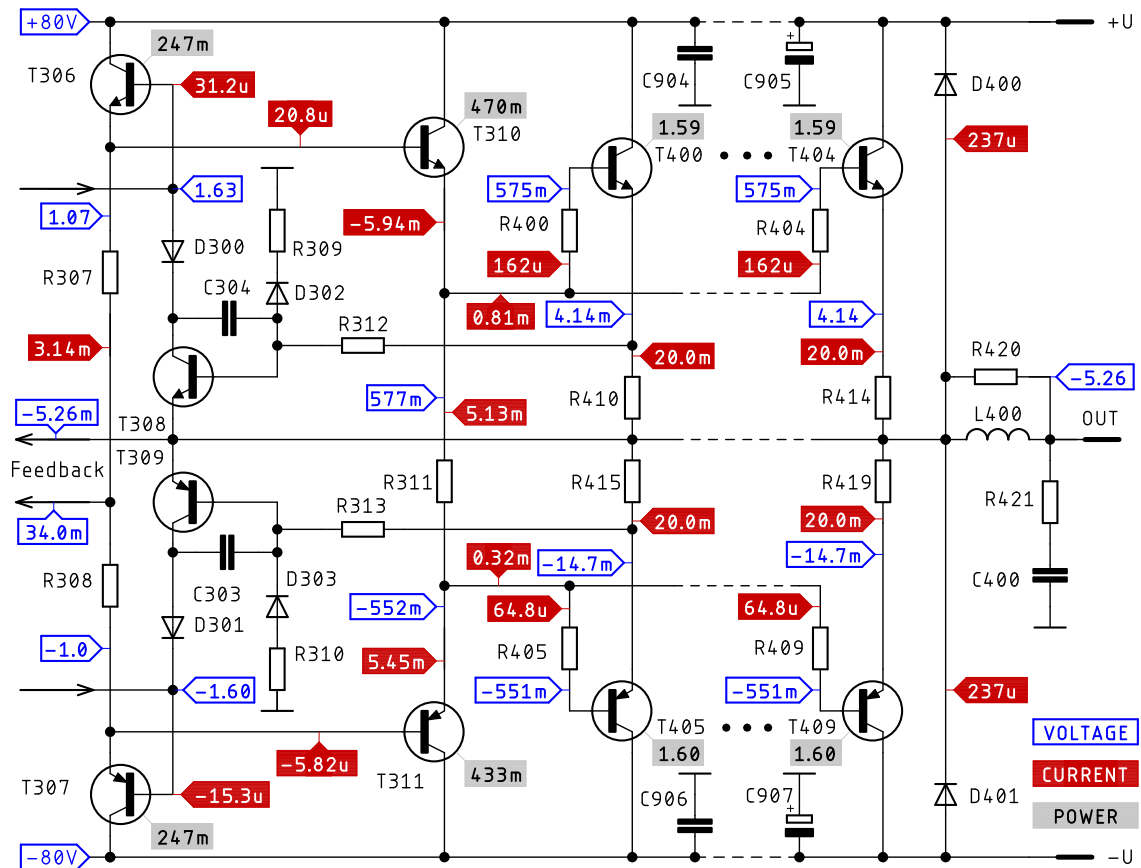 +80V
+U
247m
T306
31.2u
C904
C905
+
D400
470m
20.8u
T310
1.59
1.59
T400
T404
237u
1.63
575m
575m
1.07
-5.94m
R400
R404
D300
R309
R307
162u
162u
C304
D302
0.81m
4.14m
4.14
R312
3.14m
20.0m
20.0m
R420
577m
-5.26
R410
R414
-5.26m
T308
5.13m
L400
OUT
T309
Feedback
R311
R415
R419
R421
R313
34.0m
20.0m
20.0m
0.32m
-14.7m
-14.7m
R308
D303
C303
C400
-552m
64.8u
64.8u
D301
-1.0
R310
R405
R409
5.45m
-1.60
-551m
-551m
237u
T405
T409
VOLTAGE
-5.82u
1.60
1.60
T307
T311
433m
CURRENT
-15.3u
C906
C907
+
D401
POWER
247m
-80V
-U